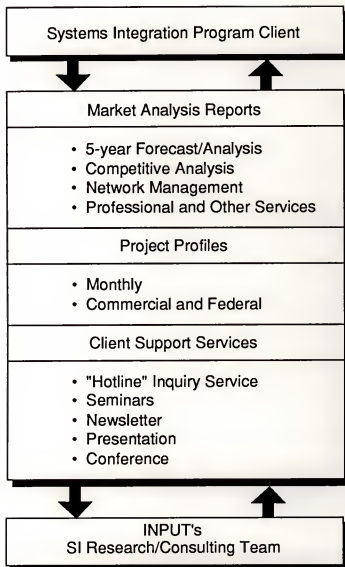 Systems Integration Program Client
Market Analysis Reports
• 5-year Forecast/Analysis
• Competitive Analysis
• Network Management
• Professional and Other Services
Project Profiles
• Monthly
• Commercial and Federal
Client Support Services
• "Hotline" Inquiry Service
• Seminars
• Newsletter
• Presentation
• Conference
INPUT's
SI Research/Consulting Team